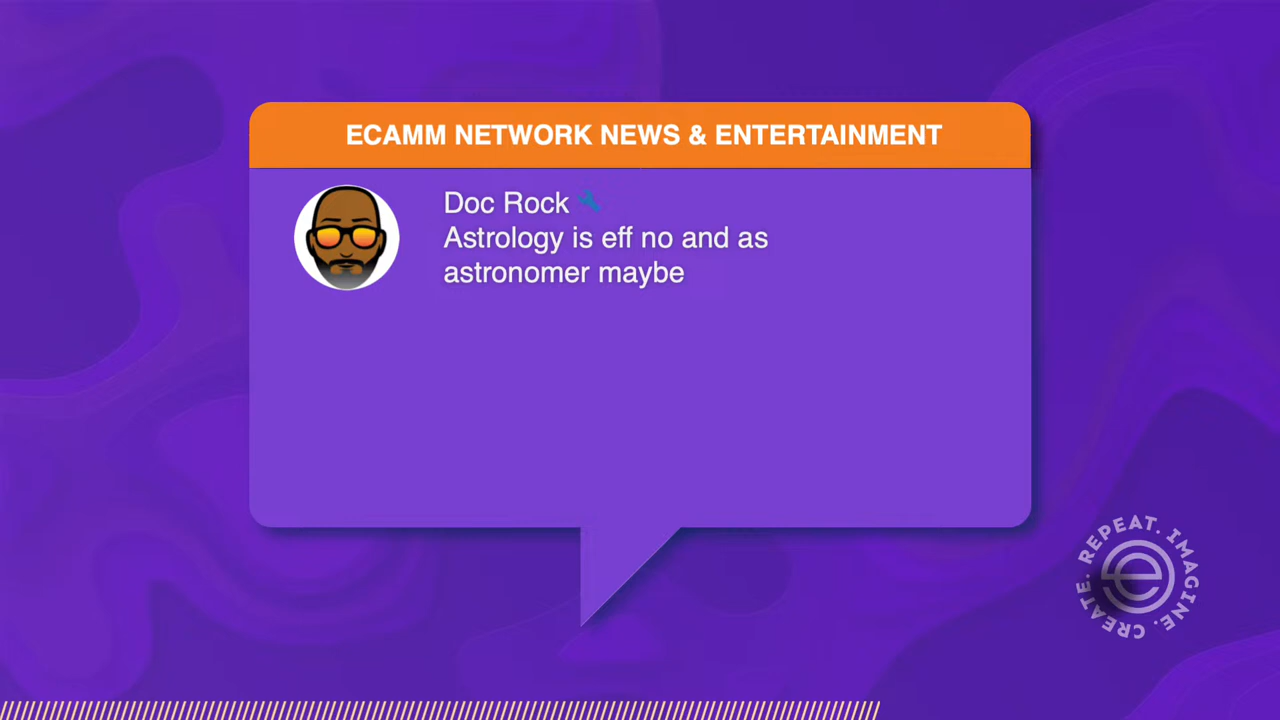 ECAMM NETWORK NEWS & ENTERTAINMENT
Doc Rock
Astrology is eff no and as
astronomer maybe
CREATE. REPEAT. IMAGINE.